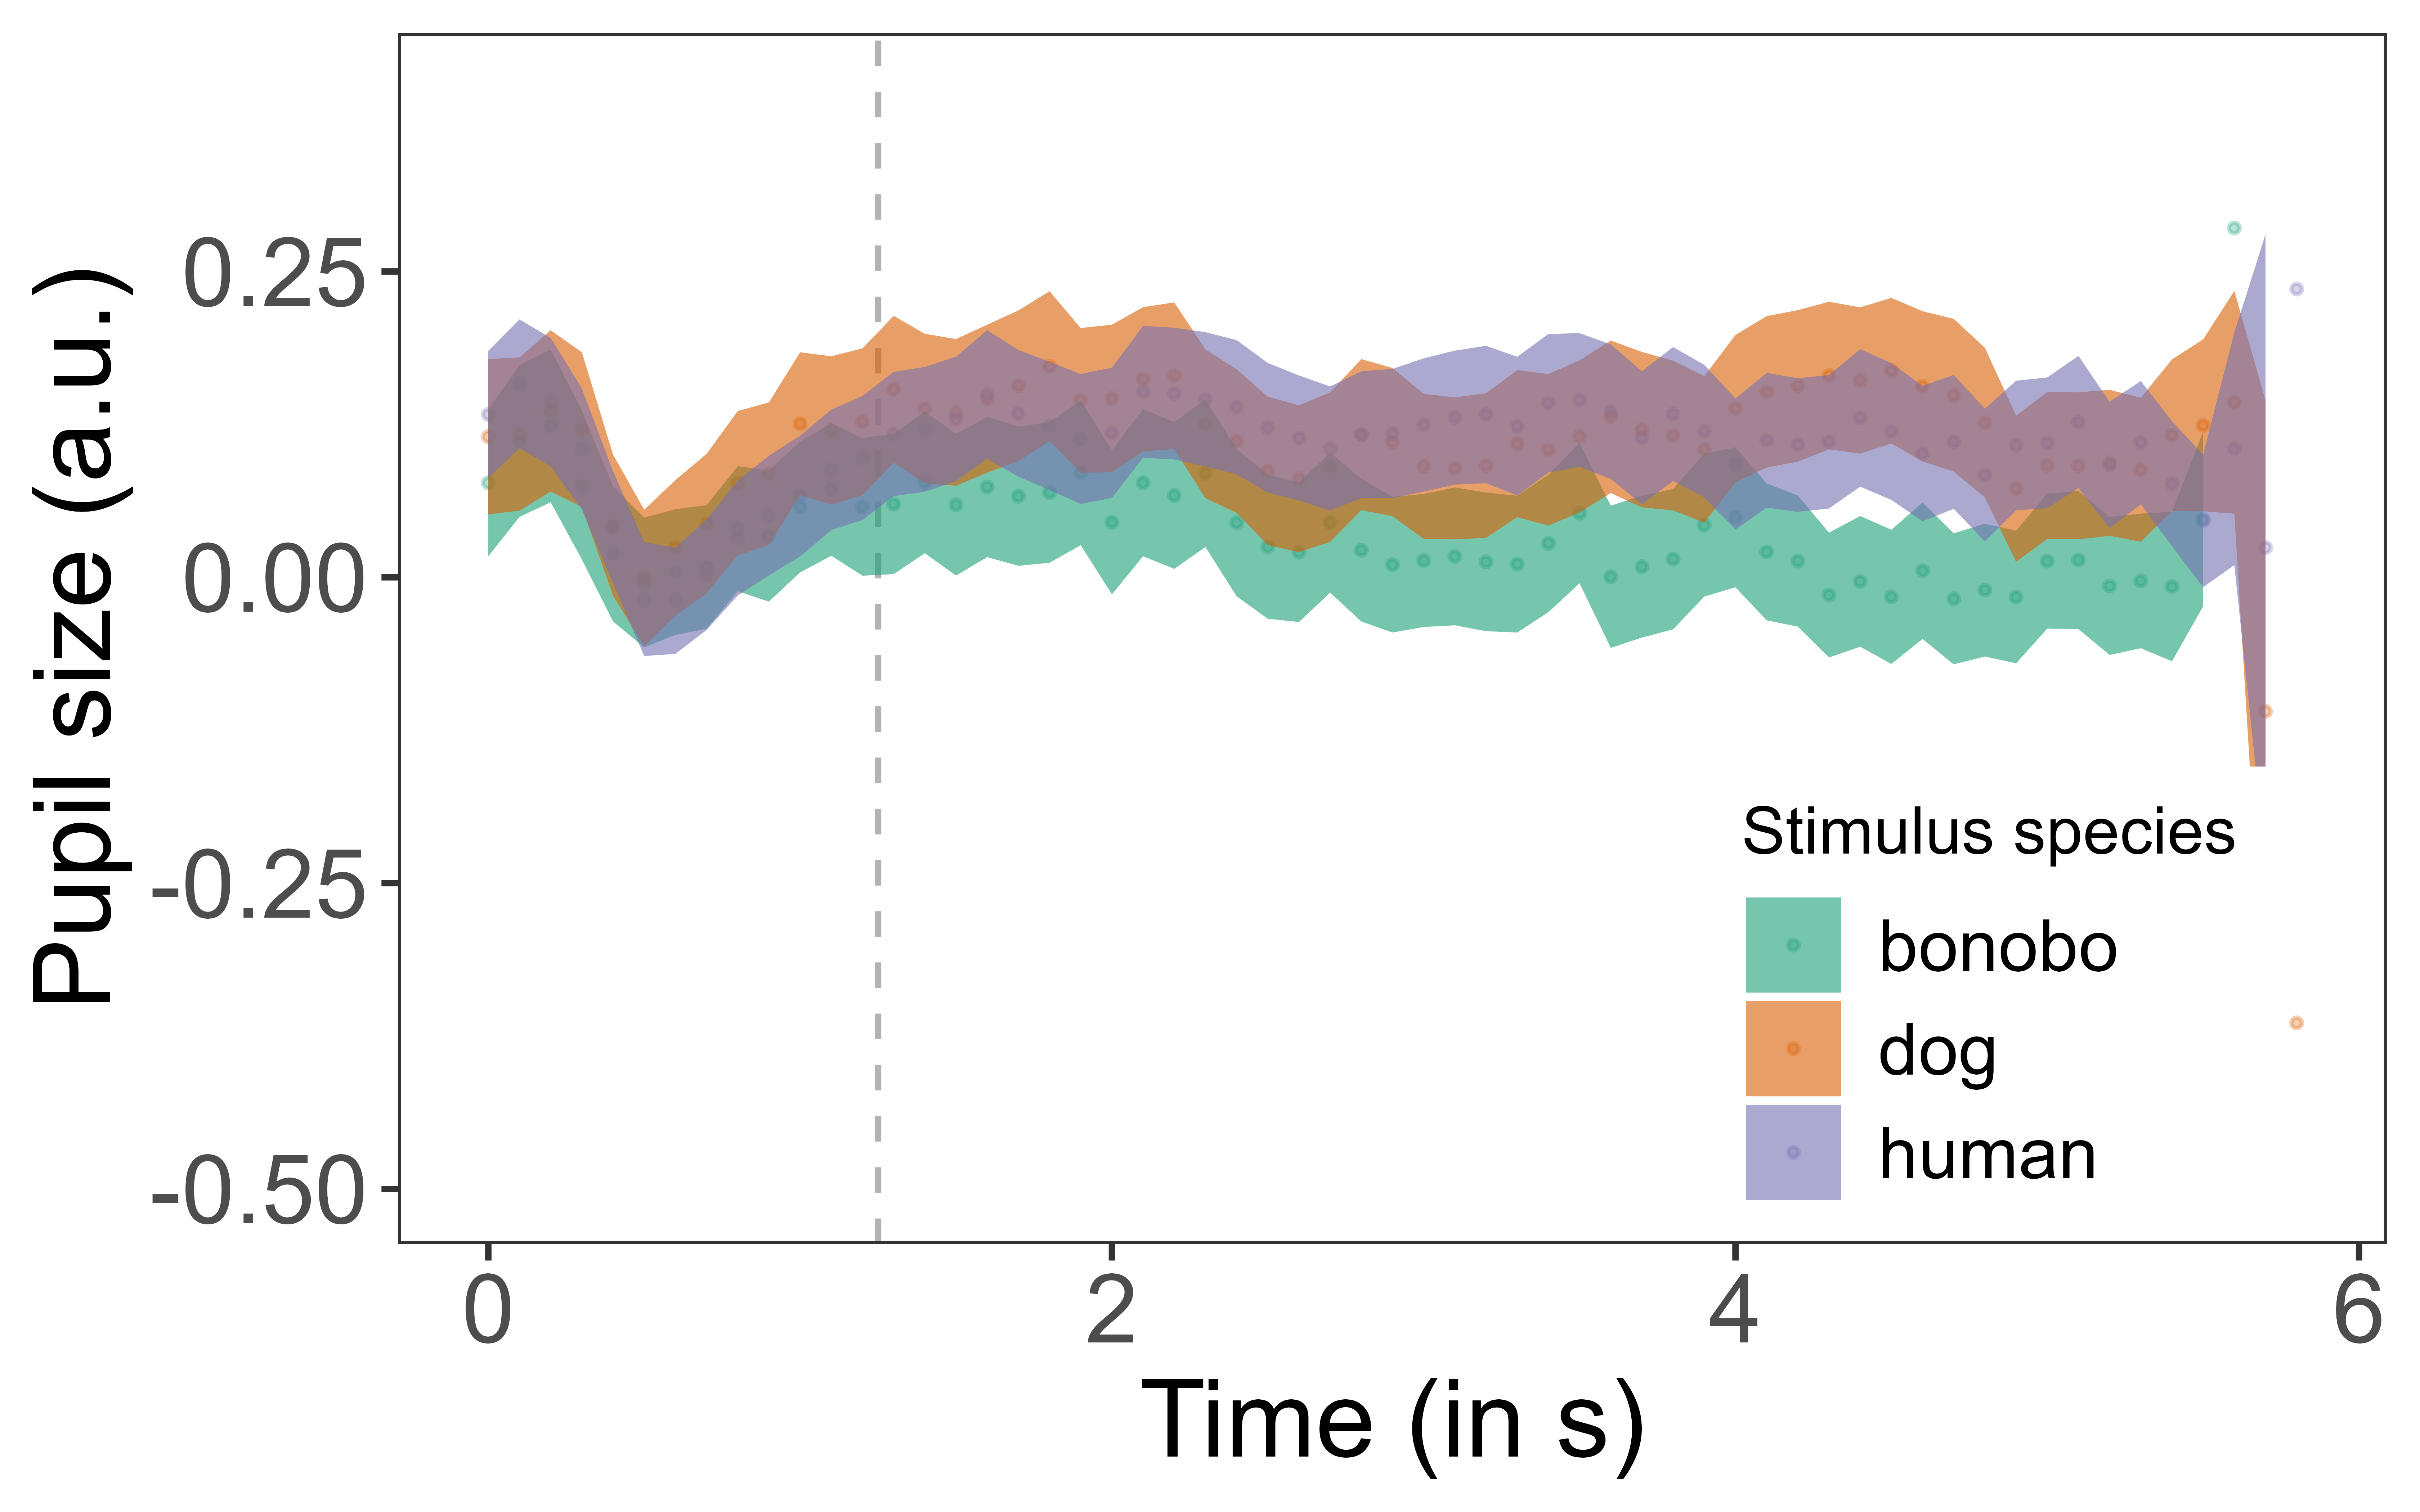 Pupil size (a.u.)
0.25
0.00
-0.25
-0.50
Stimulus species
bonobo
dog
human
0 2 4 6
Time (in s)